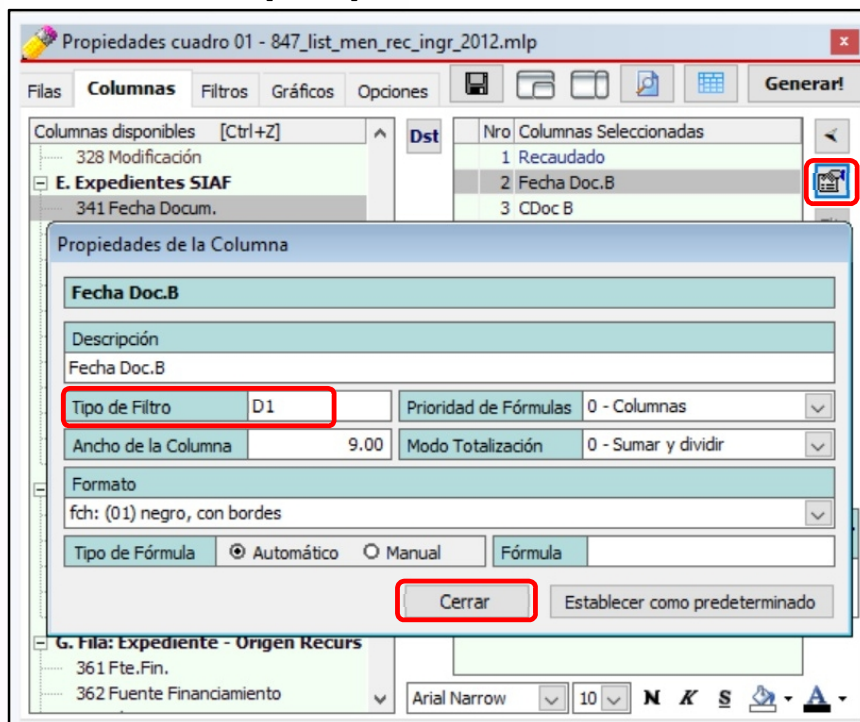 Propiedades cuadro 01 - 847_list_men_rec_ingr_2012.mlp x
Filas Columnas Filtros Gráficos Opciones Generar!
Columnas disponibles [Ctrl+Z] Dst Nro Columnas Seleccionadas
328 Modificación 1 Recaudado
E. Expedientes SIAF 2 Fecha Doc.B
341 Fecha Docum. 3 CDoc B
Propiedades de la Columna
Fecha Doc.B
Descripción
Fecha Doc.B
Tipo de Filtro D1 Prioridad de Fórmulas 0 - Columnas
Ancho de la Columna 9.00 Modo Totalización 0 - Sumar y dividir
Formato
fch: (01) negro, con bordes
Tipo de Fórmula Automático Manual Fórmula
Cerrar Establecer como predeterminado
G. Fila: Expediente - Origen Recurs
361 Fte.Fin.
362 Fuente Financiamiento Arial Narrow 10 N K S A